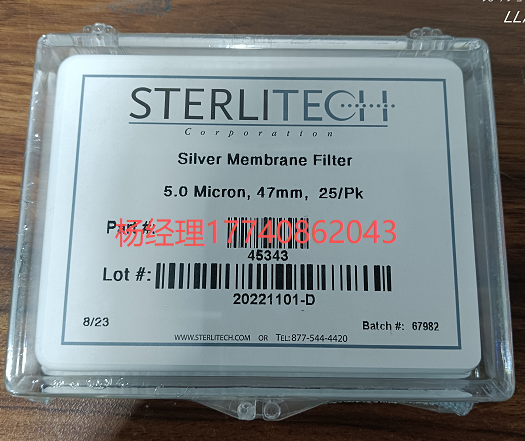 STERLITECH
Corporation
Silver Membrane Filter
5.0 Micron, 47mm, 25/Pk
Part #:
杨经理17740862043
45343
Lot #:
20221101-D
8/23
Batch #: 67982
WWW.STERLITECH.COM OR TEL:877-544-4420